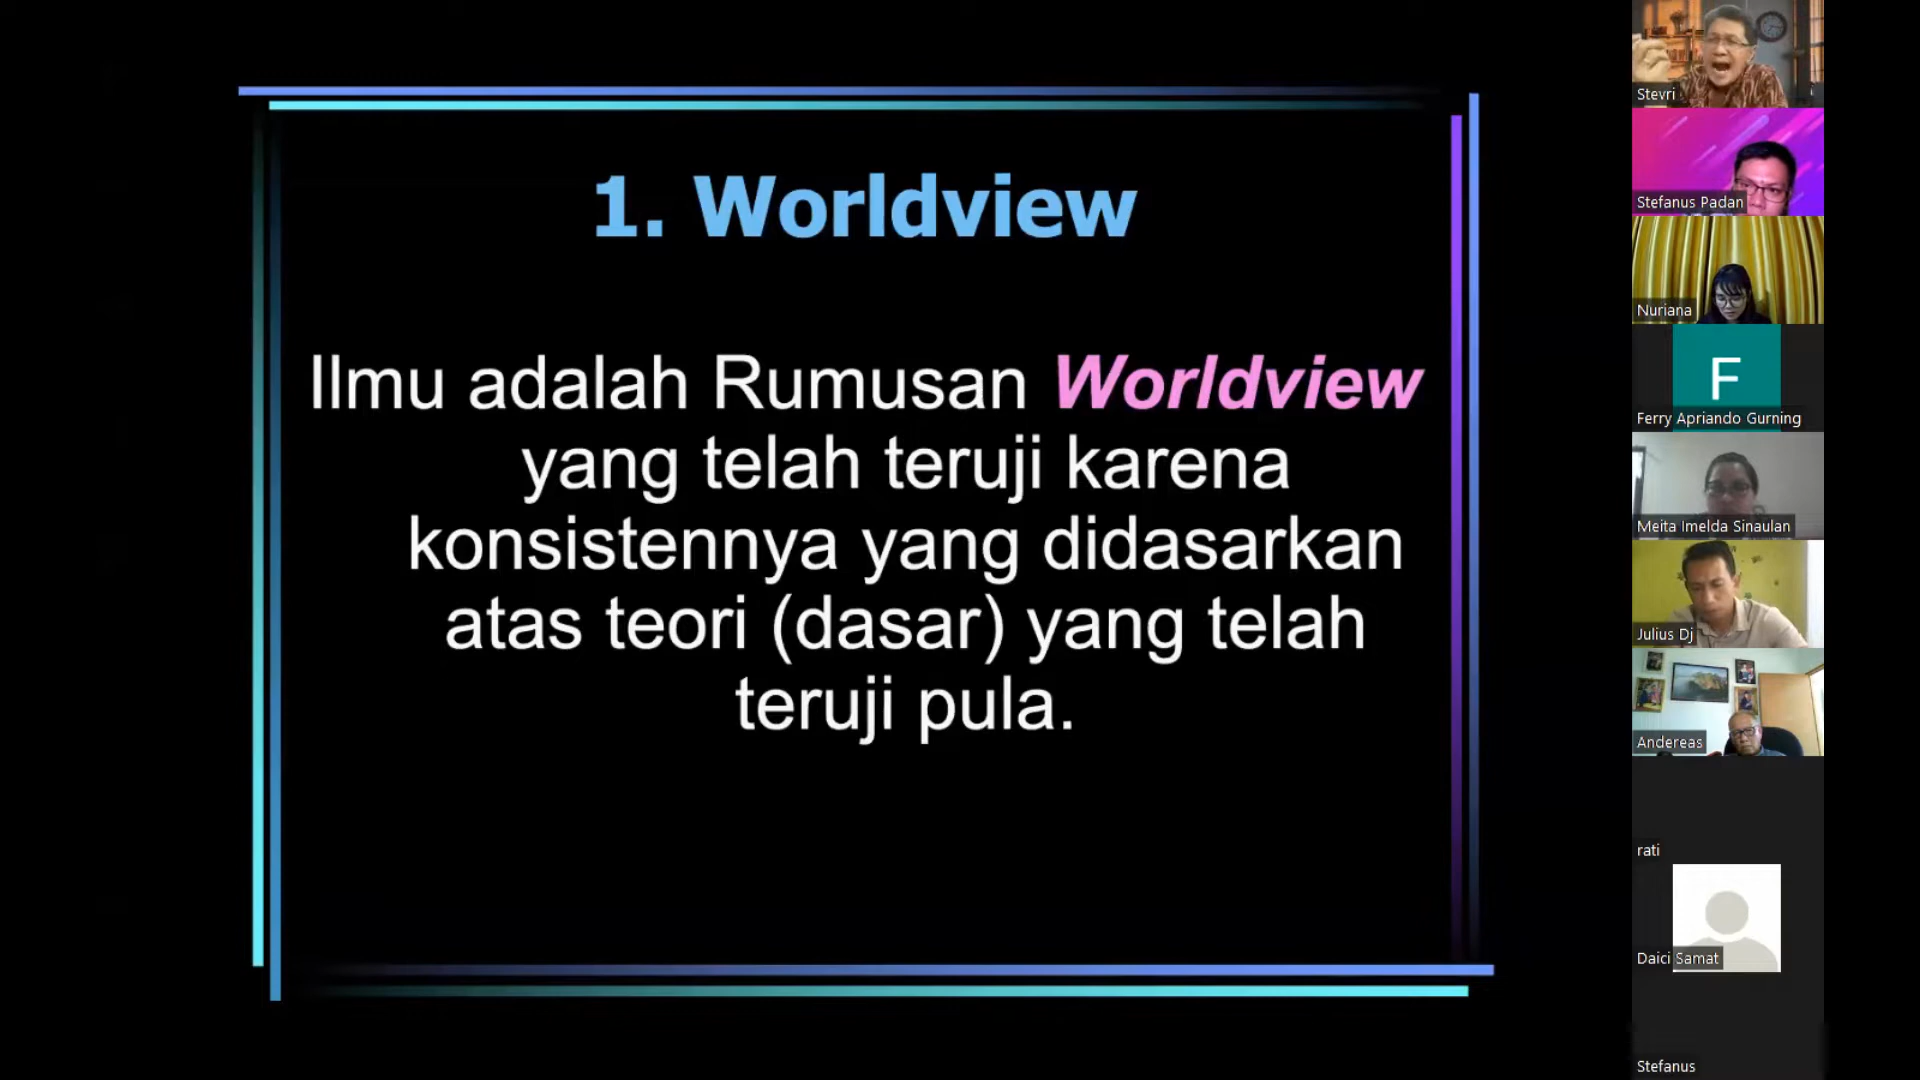 1. Worldview
Ilmu adalah Rumusan Worldview
yang telah teruji karena
konsistennya yang didasarkan
atas teori (dasar) yang telah
teruji pula.
Stevri
Stefanus Padan
Nuriana
F
Ferry Apriando Gurning
Meita Imelda Sinaulan
Julius Dj
Andereas
rati
Daici Samat
Stefanus